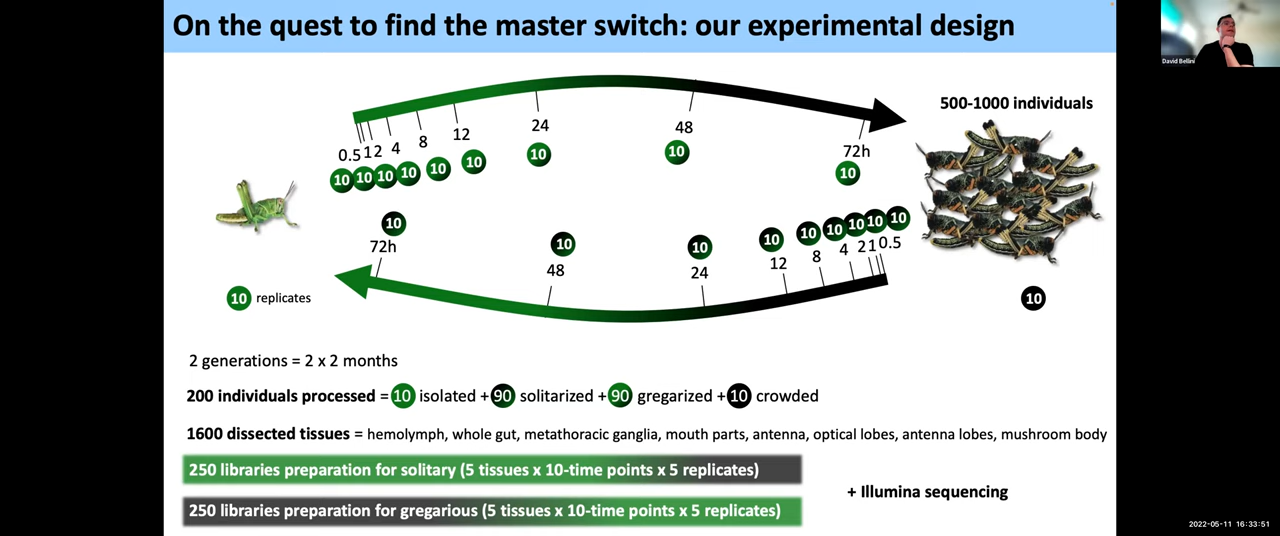 On the quest to find the master switch: our experimental design
David Bellini
500-1000 individuals
0.5 1 2 4 8 12 24 48 72h
10 10 10 10 10 10 10 10 10
10 10 10 10 10 10 10 10 10
72h 48 24 12 8 4 2 1 0.5
10 replicates
10
2 generations = 2 x 2 months
200 individuals processed = 10 isolated + 90 solitarized + 90 gregarized + 10 crowded
1600 dissected tissues = hemolymph, whole gut, metathoracic ganglia, mouth parts, antenna, optical lobes, antenna lobes, mushroom body
250 libraries preparation for solitary (5 tissues x 10-time points x 5 replicates)
+ Illumina sequencing
250 libraries preparation for gregarious (5 tissues x 10-time points x 5 replicates)
2022-05-11 16:33:51